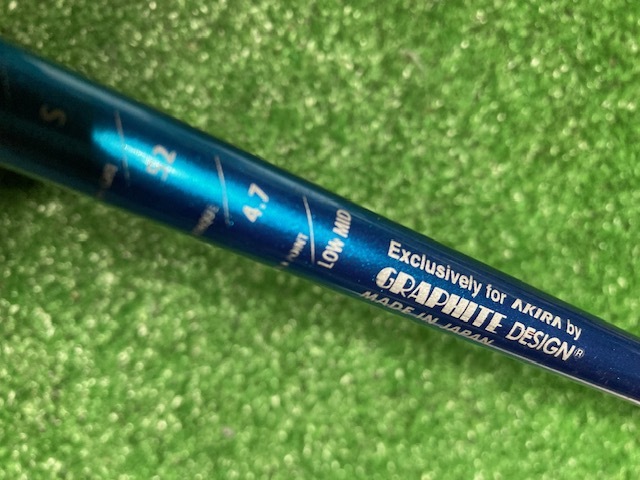 S
52
4.7
LOW MID
Exclusively for AKIRA by
GRAPHITE DESIGN®
MADE IN JAPAN